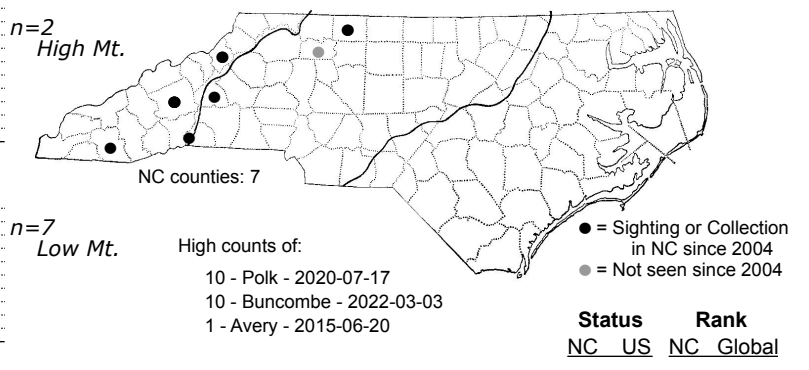 n=2
High Mt.
NC counties: 7
n=7
Low Mt.
High counts of:
10 - Polk - 2020-07-17
10 - Buncombe - 2022-03-03
1 - Avery - 2015-06-20
= Sighting or Collection
in NC since 2004
= Not seen since 2004
Status Rank
NC US NC Global